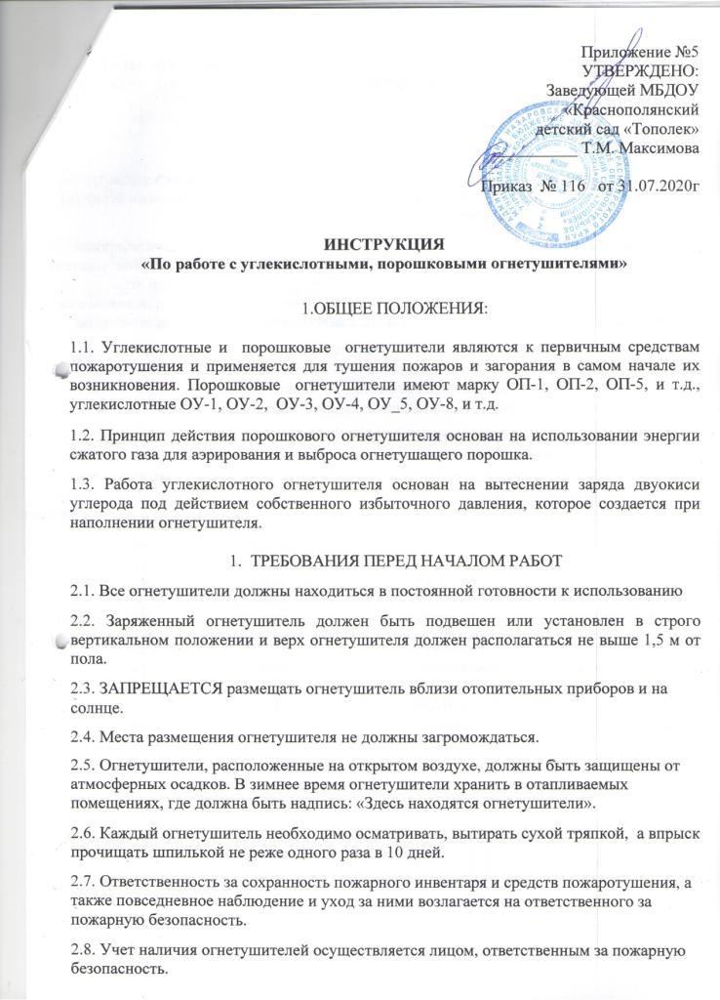 Приложение №5
УТВЕРЖДЕНО:
Заведующей МБДОУ
«Краснополянский
детский сад «Тополек»
Т.М. Максимова
Приказ № 116 от 31.07.2020г
ИНСТРУКЦИЯ
«По работе с углекислотными, порошковыми огнетушителями»
1.ОБЩЕЕ ПОЛОЖЕНИЯ:
1.1. Углекислотные и порошковые огнетушители являются к первичным средствам
пожаротушения и применяется для тушения пожаров и загорания в самом начале их
возникновения. Порошковые огнетушители имеют марку ОП-1, ОП-2, ОП-5, и т.д.,
углекислотные ОУ-1, ОУ-2, ОУ-3, ОУ-4, ОУ_5, ОУ-8, и т.д.
1.2. Принцип действия порошкового огнетушителя основан на использовании энергии
сжатого газа для аэрирования и выброса огнетушащего порошка.
1.3. Работа углекислотного огнетушителя основан на вытеснении заряда двуокиси
углерода под действием собственного избыточного давления, которое создается при
наполнении огнетушителя.
1. ТРЕБОВАНИЯ ПЕРЕД НАЧАЛОМ РАБОТ
2.1. Все огнетушители должны находиться в постоянной готовности к использованию
2.2. Заряженный огнетушитель должен быть подвешен или установлен в строго
вертикальном положении и верх огнетушителя должен располагаться не выше 1,5 м от
пола.
2.3. ЗАПРЕЩАЕТСЯ размещать огнетушитель вблизи отопительных приборов и на
солнце.
2.4. Места размещения огнетушителя не должны загромождаться.
2.5. Огнетушители, расположенные на открытом воздухе, должны быть защищены от
атмосферных осадков. В зимнее время огнетушители хранить в отапливаемых
помещениях, где должна быть надпись: «Здесь находятся огнетушители».
2.6. Каждый огнетушитель необходимо осматривать, вытирать сухой тряпкой, а впрыск
прочищать шпилькой не реже одного раза в 10 дней.
2.7. Ответственность за сохранность пожарного инвентаря и средств пожаротушения, а
также повседневное наблюдение и уход за ними возлагается на ответственного за
пожарную безопасность.
2.8. Учет наличия огнетушителей осуществляется лицом, ответственным за пожарную
безопасность.